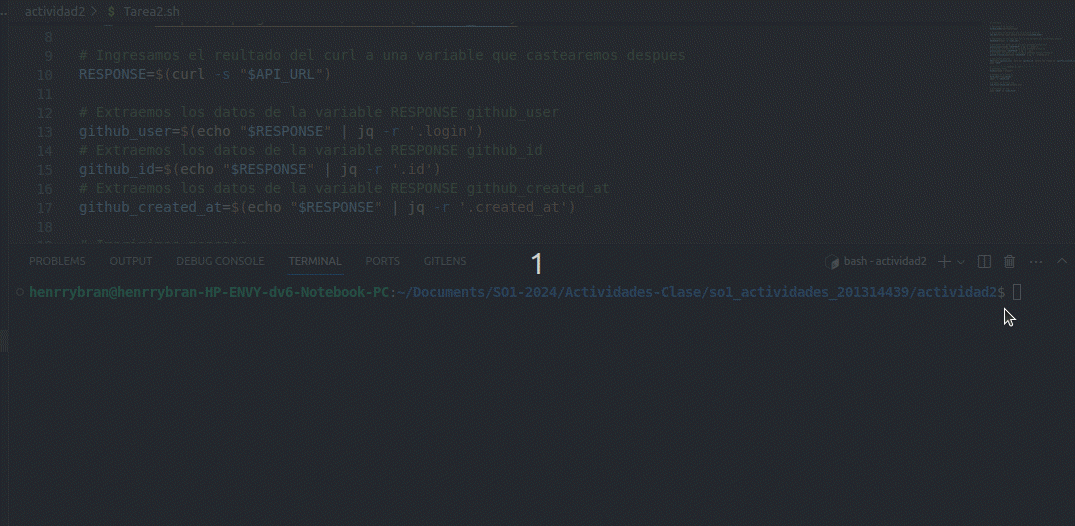 actividad2 > $ Tarea2.sh
8
9 # Ingresamos el reultado del curl a una variable que castearemos despues
10 RESPONSE=$(curl -s "$API_URL")
11
12 # Extraemos los datos de la variable RESPONSE github_user
13 github_user=$(echo "$RESPONSE" | jq -r '.login')
14 # Extraemos los datos de la variable RESPONSE github_id
15 github_id=$(echo "$RESPONSE" | jq -r '.id')
16 # Extraemos los datos de la variable RESPONSE github_created_at
17 github_created_at=$(echo "$RESPONSE" | jq -r '.created_at')
18
PROBLEMS OUTPUT DEBUG CONSOLE TERMINAL PORTS GITLENS 1 bash - actividad2
henrrybran@henrrybran-HP-ENVY-dv6-Notebook-PC:~/Documents/SO1-2024/Actividades-Clase/so1_actividades_201314439/actividad2$